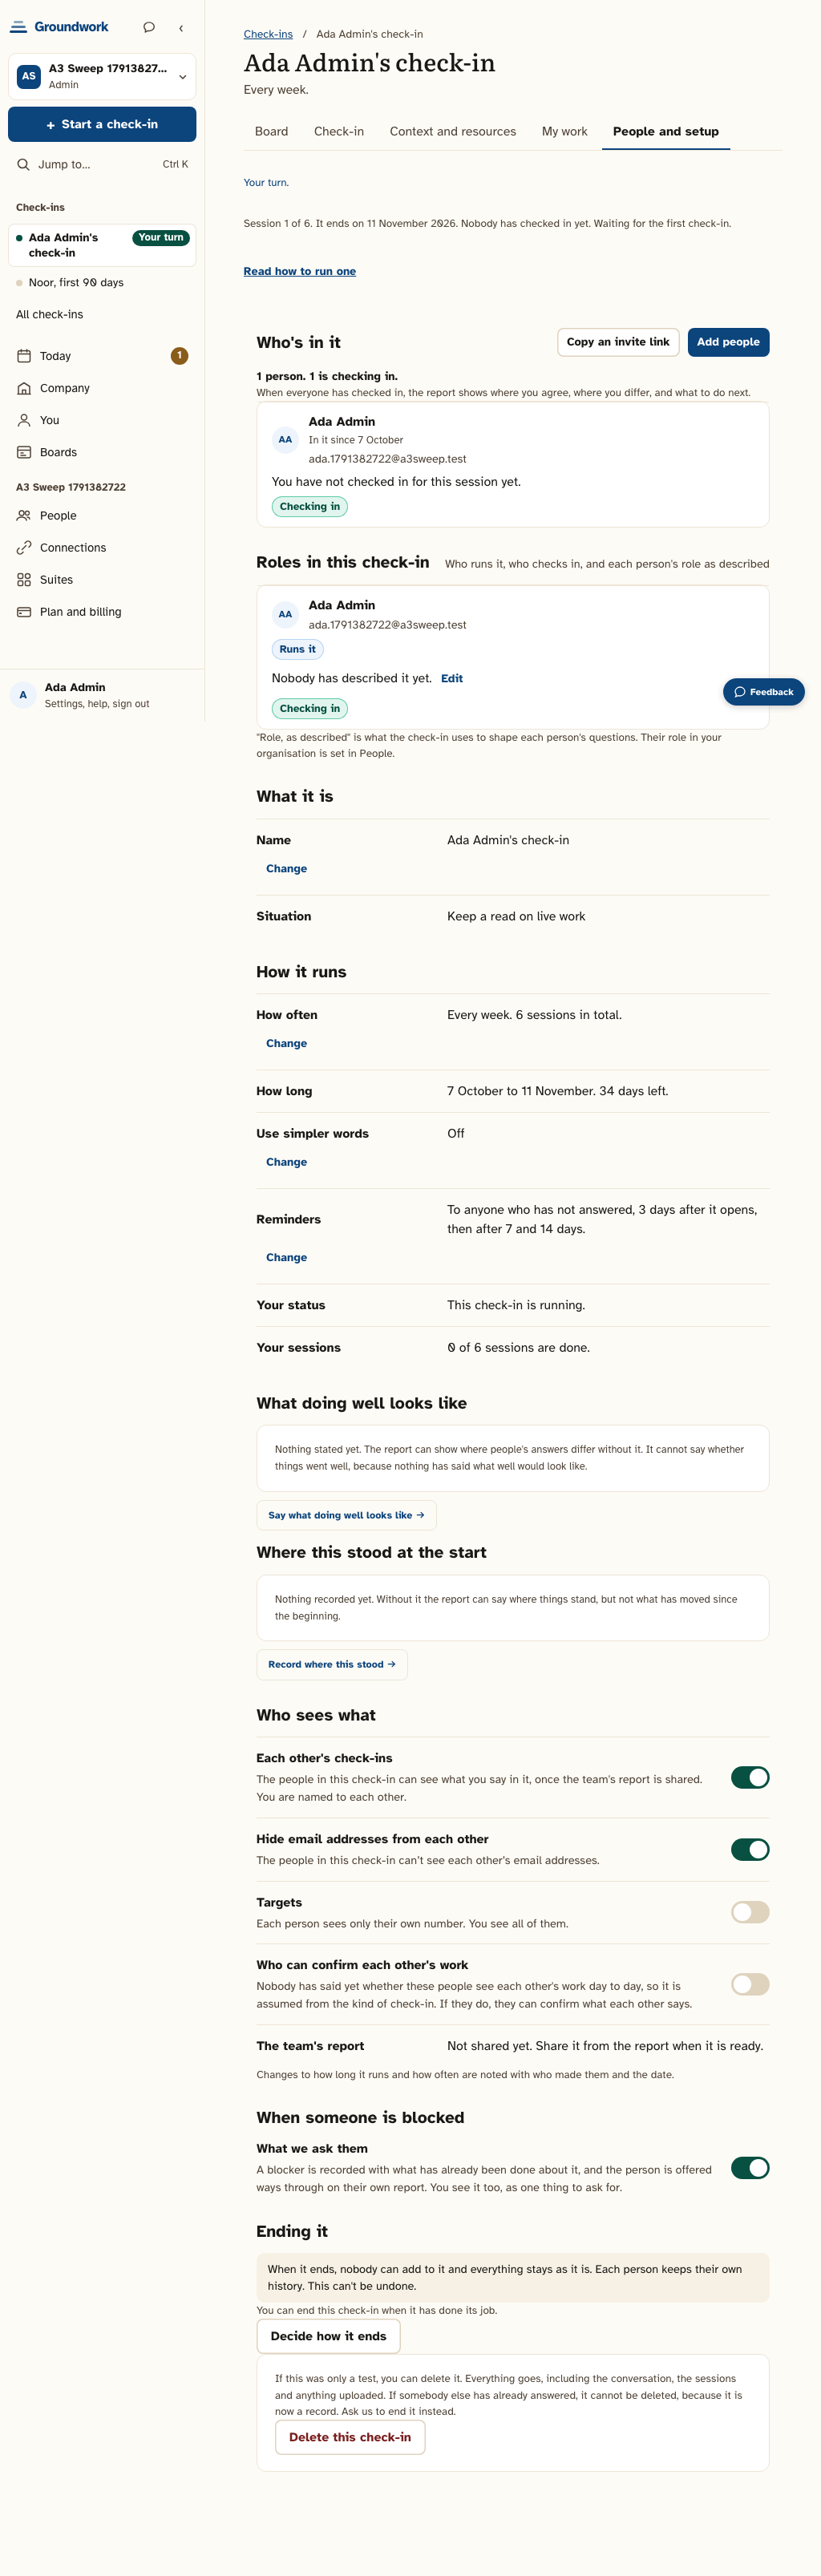 Groundwork
AS
A3 Sweep 17913827...
Admin
+ Start a check-in
Jump to...
Ctrl K
Check-ins
Ada Admin's
check-in
Your turn
Noor, first 90 days
All check-ins
Today
1
Company
You
Boards
A3 Sweep 1791382722
People
Connections
Suites
Plan and billing
A
Ada Admin
Settings, help, sign out
Check-ins / Ada Admin's check-in
Ada Admin's check-in
Every week.
Board
Check-in
Context and resources
My work
People and setup
Your turn.
Session 1 of 6. It ends on 11 November 2026. Nobody has checked in yet. Waiting for the first check-in.
Read how to run one
Who's in it
Copy an invite link
Add people
1 person. 1 is checking in.
When everyone has checked in, the report shows where you agree, where you differ, and what to do next.
AA
Ada Admin
In it since 7 October
ada.1791382722@a3sweep.test
You have not checked in for this session yet.
Checking in
Roles in this check-in
Who runs it, who checks in, and each person's role as described
AA
Ada Admin
ada.1791382722@a3sweep.test
Runs it
Nobody has described it yet. Edit
Checking in
Feedback
"Role, as described" is what the check-in uses to shape each person's questions. Their role in your
organisation is set in People.
What it is
Name
Ada Admin's check-in
Change
Situation
Keep a read on live work
How it runs
How often
Every week. 6 sessions in total.
Change
How long
7 October to 11 November. 34 days left.
Use simpler words
Off
Change
Reminders
To anyone who has not answered, 3 days after it opens,
then after 7 and 14 days.
Change
Your status
This check-in is running.
Your sessions
0 of 6 sessions are done.
What doing well looks like
Nothing stated yet. The report can show where people's answers differ without it. It cannot say whether
things went well, because nothing has said what well would look like.
Say what doing well looks like →
Where this stood at the start
Nothing recorded yet. Without it the report can say where things stand, but not what has moved since
the beginning.
Record where this stood →
Who sees what
Each other's check-ins
The people in this check-in can see what you say in it, once the team's report is shared.
You are named to each other.
Hide email addresses from each other
The people in this check-in can't see each other's email addresses.
Targets
Each person sees only their own number. You see all of them.
Who can confirm each other's work
Nobody has said yet whether these people see each other's work day to day, so it is
assumed from the kind of check-in. If they do, they can confirm what each other says.
The team's report
Not shared yet. Share it from the report when it is ready.
Changes to how long it runs and how often are noted with who made them and the date.
When someone is blocked
What we ask them
A blocker is recorded with what has already been done about it, and the person is offered
ways through on their own report. You see it too, as one thing to ask for.
Ending it
When it ends, nobody can add to it and everything stays as it is. Each person keeps their own
history. This can't be undone.
You can end this check-in when it has done its job.
Decide how it ends
If this was only a test, you can delete it. Everything goes, including the conversation, the sessions
and anything uploaded. If somebody else has already answered, it cannot be deleted, because it is
now a record. Ask us to end it instead.
Delete this check-in